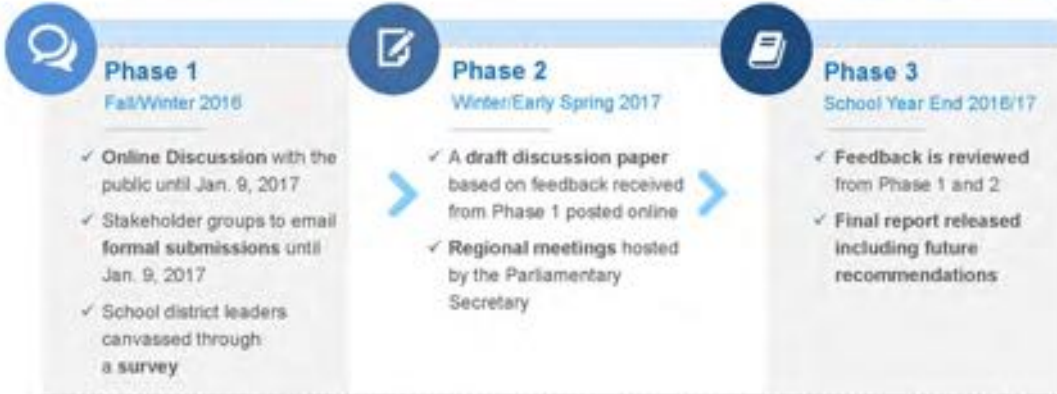 Phase 1
Fall/Winter 2016
✓ Online Discussion with the
public until Jan. 9, 2017
✓ Stakeholder groups to email
formal submissions until
Jan. 9, 2017
✓ School district leaders
canvassed through
a survey
Phase 2
Winter/Early Spring 2017
✓ A draft discussion paper
based on feedback received
from Phase 1 posted online
✓ Regional meetings hosted
by the Parliamentary
Secretary
Phase 3
School Year End 2016/17
✓ Feedback is reviewed
from Phase 1 and 2
✓ Final report released
including future
recommendations